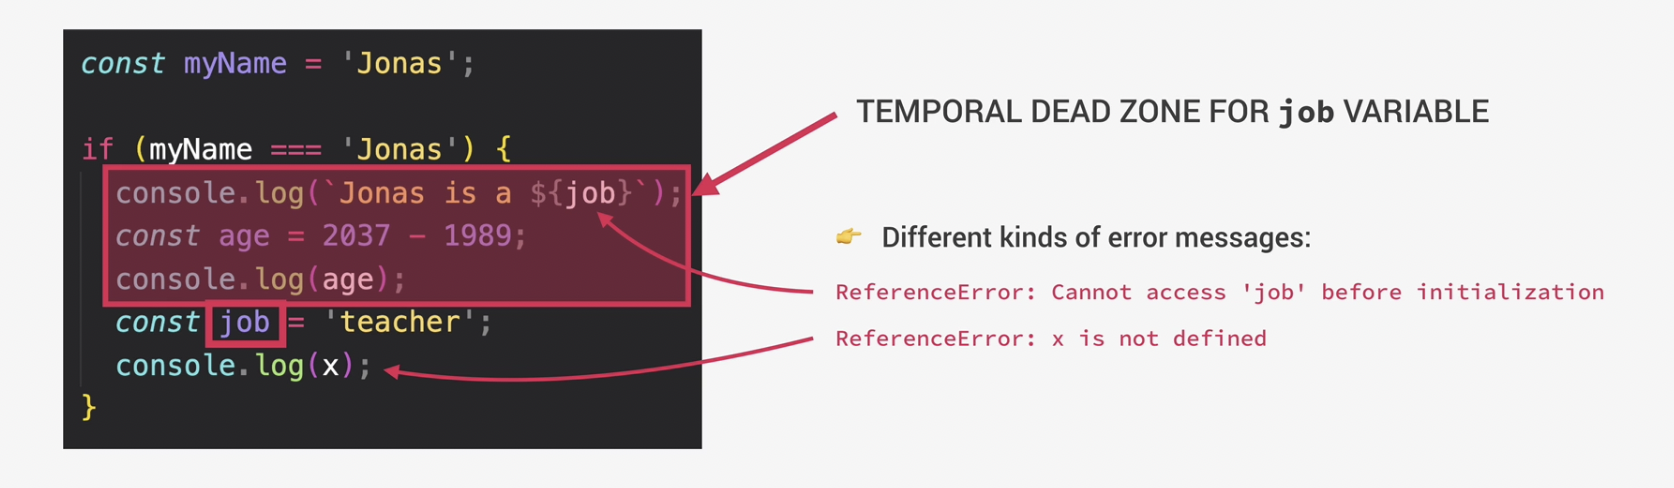 const myName = 'Jonas';
if (myName === 'Jonas') {
console.log(`Jonas is a ${job}`);
const age = 2037 - 1989;
console.log(age);
const job = 'teacher';
console.log(x);
}
TEMPORAL DEAD ZONE FOR job VARIABLE
👉 Different kinds of error messages:
ReferenceError: Cannot access 'job' before initialization
ReferenceError: x is not defined